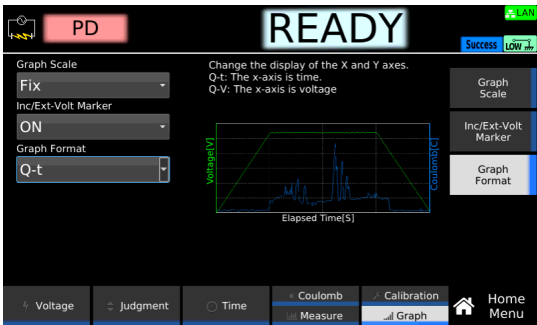 LAN
PD
READY
Success
LOW
Graph Scale
Fix
Inc/Ext-Volt Marker
ON
Graph Format
Q-t
Change the display of the X and Y axes.
Q-t: The x-axis is time.
Q-V: The x-axis is voltage
Voltage[V]
Coulomb[C]
Elapsed Time[S]
Graph
Scale
Inc/Ext-Volt
Marker
Graph
Format
Voltage
Judgment
Time
Coulomb
Measure
Calibration
Graph
Home
Menu